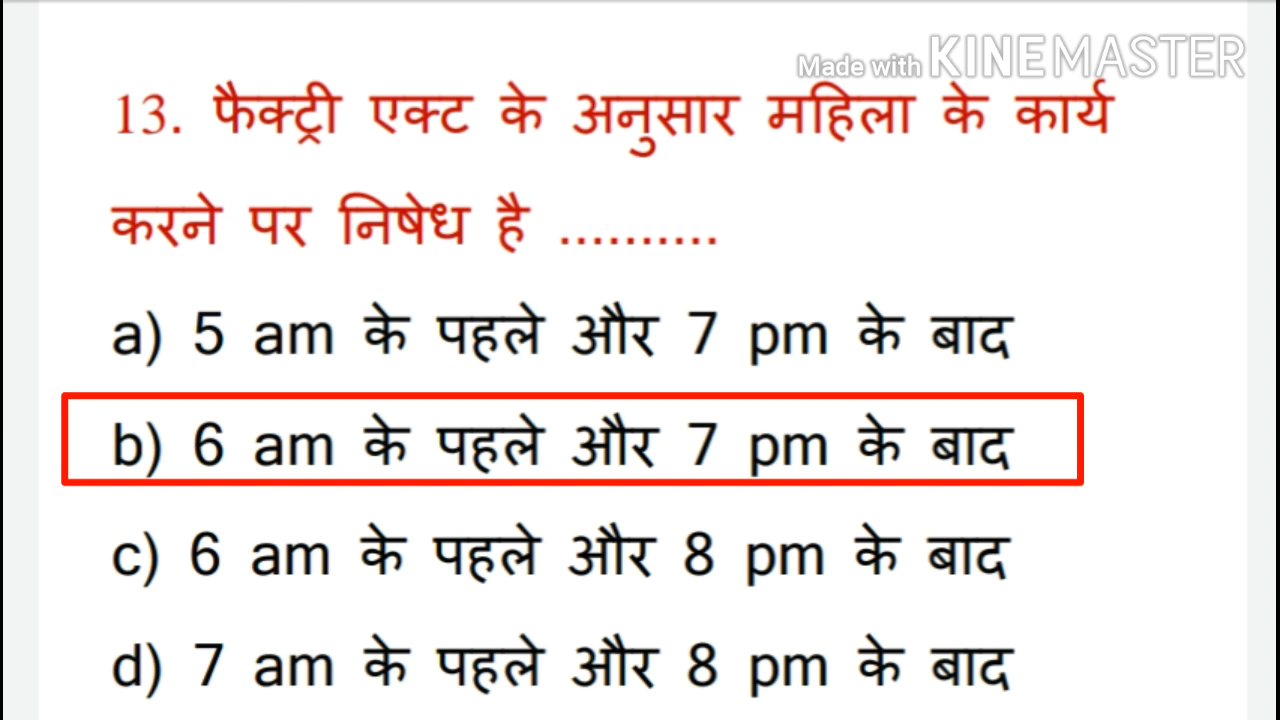 Made with KINEMASTER
13. फैक्ट्री एक्ट के अनुसार महिला के कार्य
करने पर निषेध है ..........
a) 5 am के पहले और 7 pm के बाद
b) 6 am के पहले और 7 pm के बाद
c) 6 am के पहले और 8 pm के बाद
d) 7 am के पहले और 8 pm के बाद